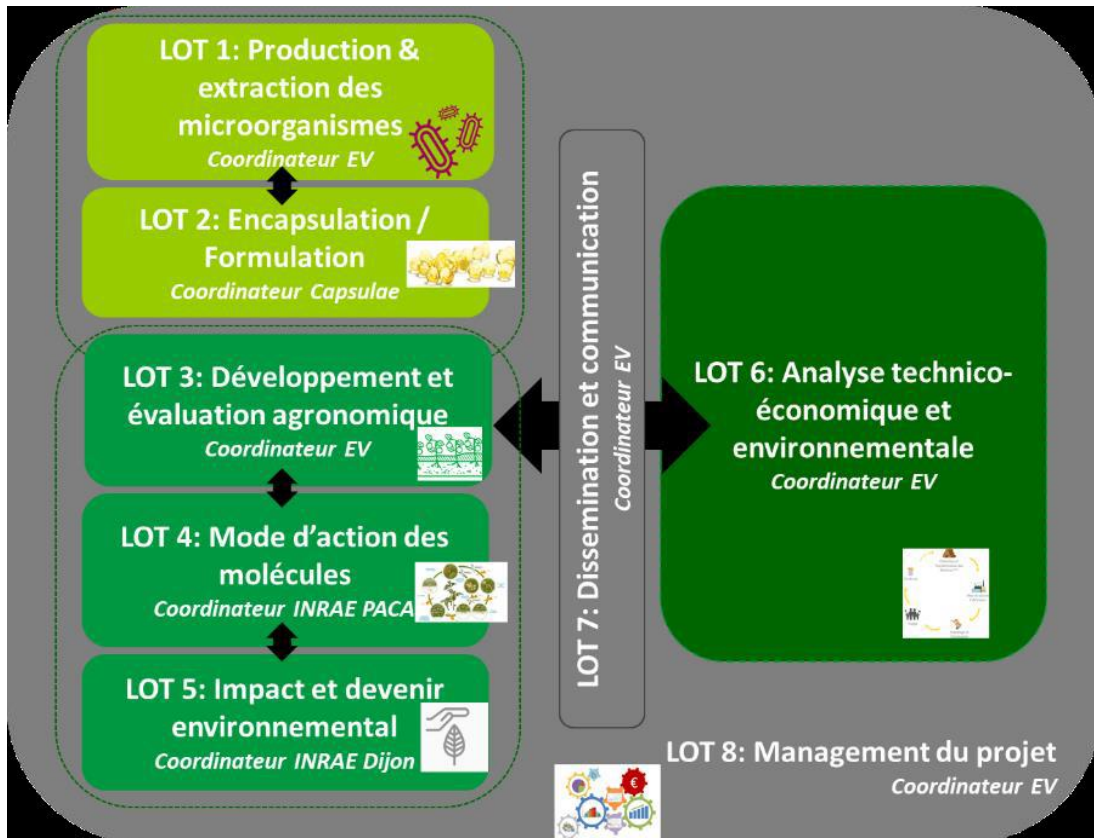 LOT 1: Production &
extraction des
microorganismes
Coordinateur EV
LOT 2: Encapsulation /
Formulation
Coordinateur Capsulae
LOT 3: Développement et
évaluation agronomique
Coordinateur EV
LOT 4: Mode d'action des
molécules
Coordinateur INRAE PACA
LOT 5: Impact et devenir
environnemental
Coordinateur INRAE Dijon
LOT 7: Dissemination et communication
Coordinateur EV
LOT 6: Analyse technico-
économique et
environnementale
Coordinateur EV
LOT 8: Management du projet
Coordinateur EV
€